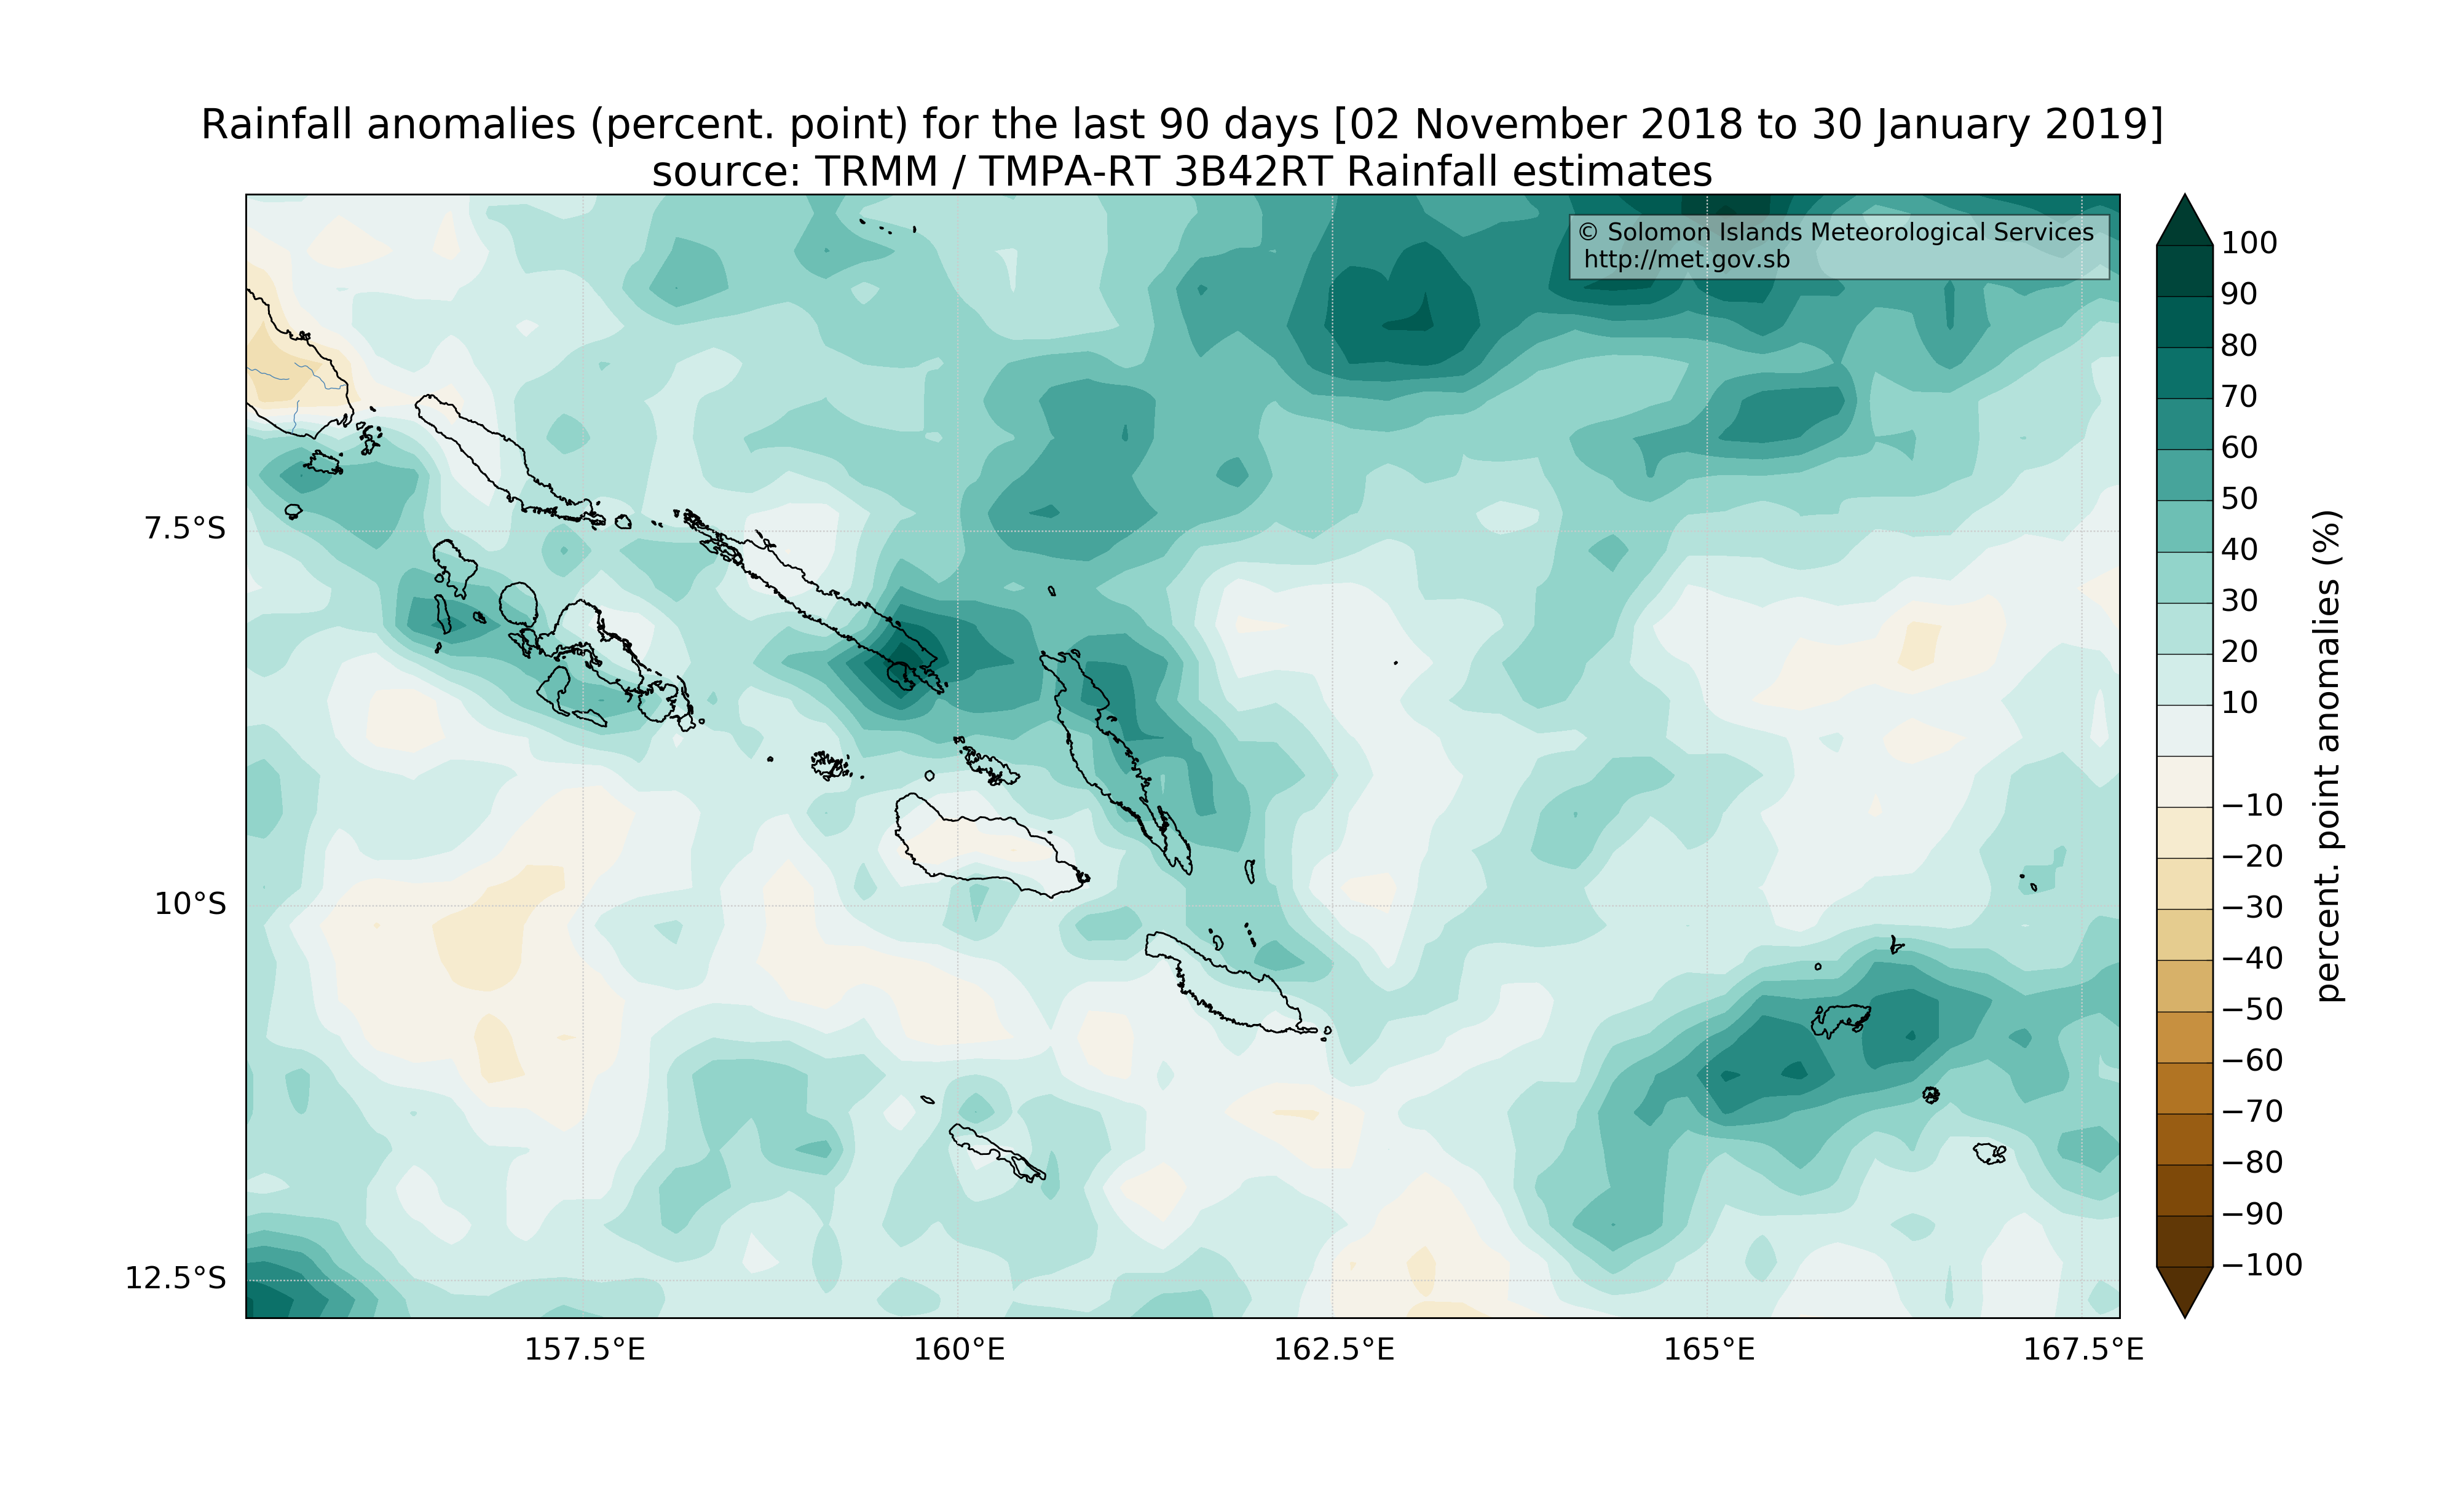 Rainfall anomalies (percent. point) for the last 90 days [02 November 2018 to 30 January 2019]
source: TRMM / TMPA-RT 3B42RT Rainfall estimates
© Solomon Islands Meteorological Services
http://met.gov.sb
7.5°S
10°S
12.5°S
157.5°E
160°E
162.5°E
165°E
167.5°E
100
90
80
70
60
50
40
30
20
10
−10
−20
−30
−40
−50
−60
−70
−80
−90
−100
percent. point anomalies (%)